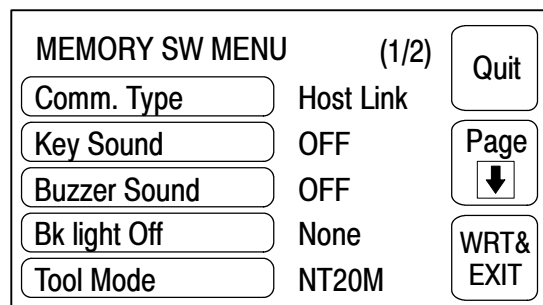 MEMORY SW MENU (1/2)
Quit
Comm. Type Host Link
Key Sound OFF
Page
Buzzer Sound OFF
Bk light Off None
WRT&
EXIT
Tool Mode NT20M